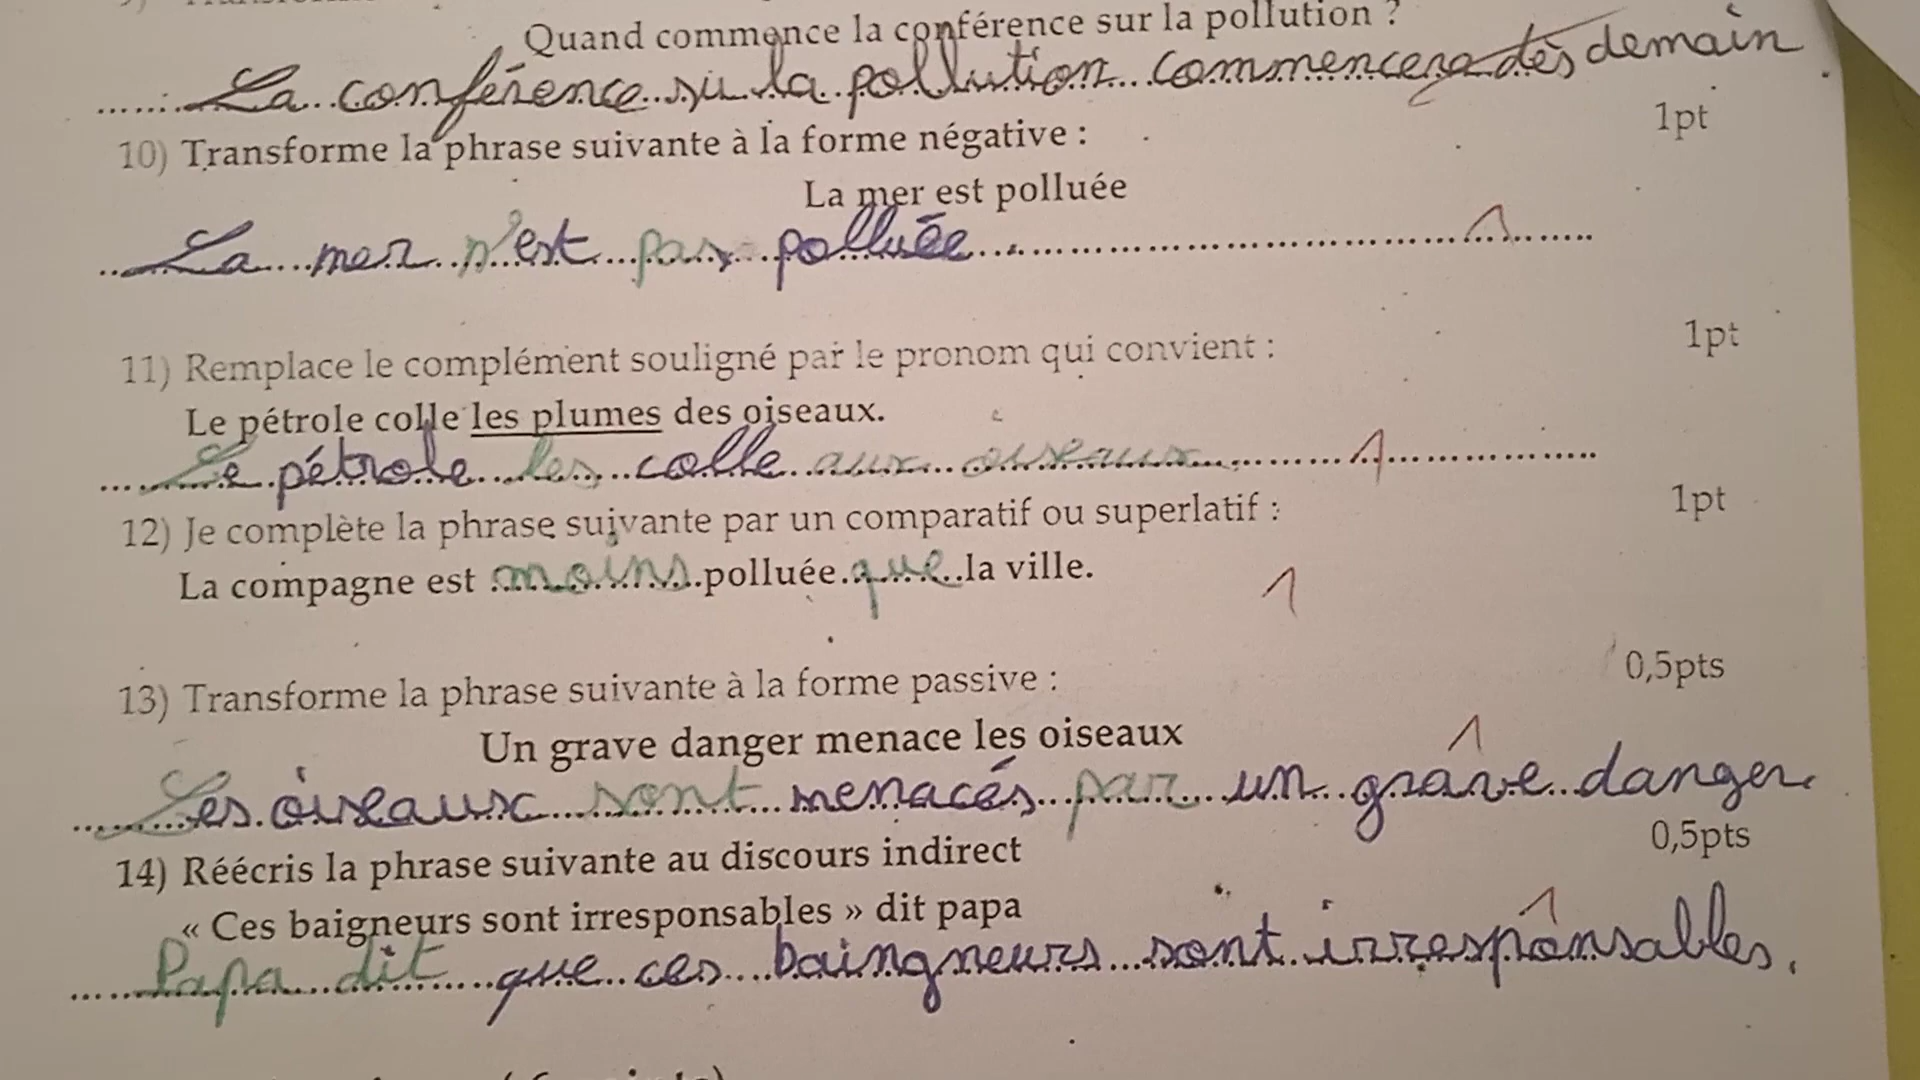 Quand commence la conférence sur la pollution ?
La conférence su la pollution commencera dès demain
10) Transforme la phrase suivante à la forme négative : 1pt
La mer est polluée
La mer n'est pas polluée 1
11) Remplace le complément souligné par le pronom qui convient : 1pt
Le pétrole colle les plumes des oiseaux.
Le pétrole les colle aux oiseaux. 1
12) Je complète la phrase suivante par un comparatif ou superlatif : 1pt
La compagne est moins polluée que la ville. 1
13) Transforme la phrase suivante à la forme passive : 0,5pts
Un grave danger menace les oiseaux 1
Les oiseaux sont menacés par un grave danger.
14) Réécris la phrase suivante au discours indirect 0,5pts
« Ces baigneurs sont irresponsables » dit papa 1
Papa dit que ces baingneurs sont irresponsables.